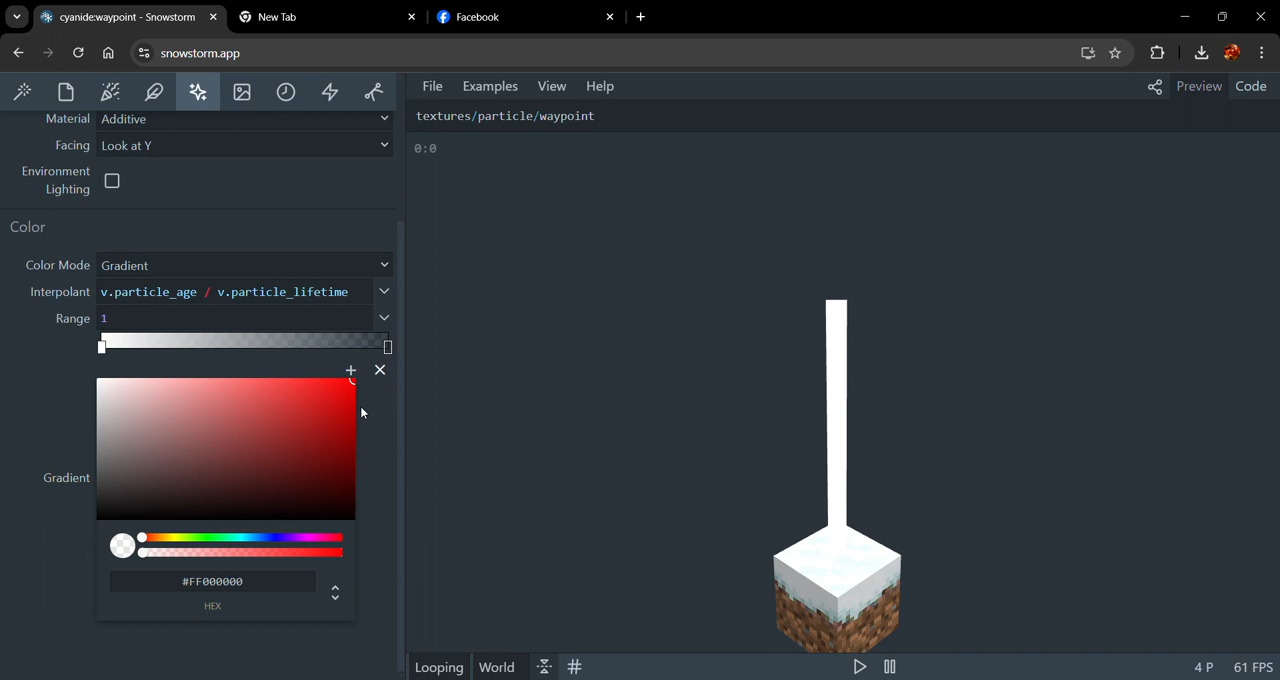 cyanide:waypoint - Snowstorm
New Tab
Facebook
snowstorm.app
File
Examples
View
Help
Preview
Code
Material
Additive
Facing
Look at Y
Environment
Lighting
Color
Color Mode
Gradient
Interpolant
v.particle_age / v.particle_lifetime
Range
1
Gradient
#FF000000
HEX
textures/particle/waypoint
0:0
Looping
World
4 P
61 FPS